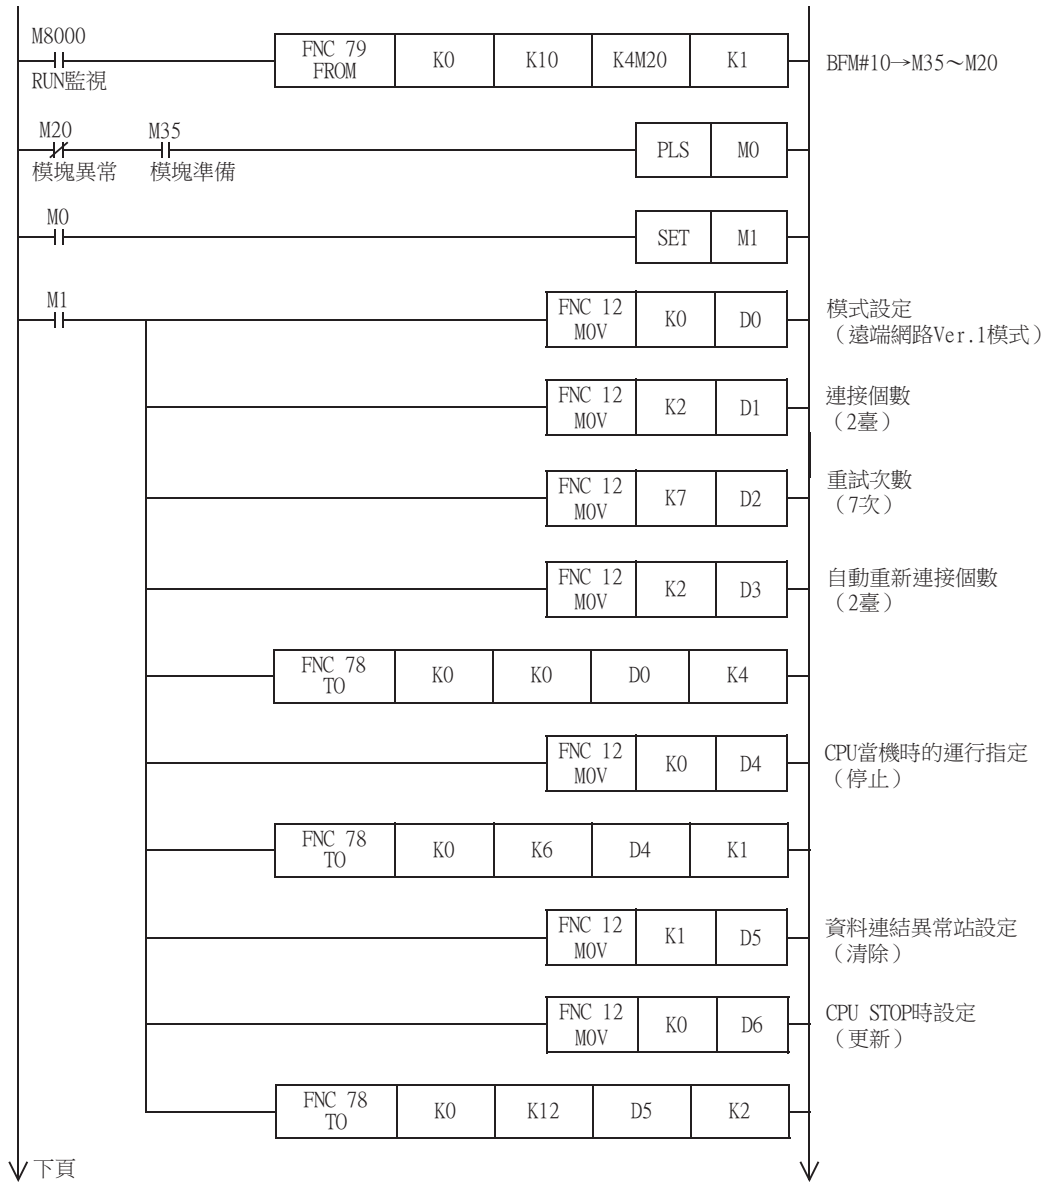 M8000
RUN監視
FNC 79
FROM
K0
K10
K4M20
K1
BFM#10→M35～M20
M20
模塊異常
M35
模塊準備
PLS
M0
M0
SET
M1
M1
FNC 12
MOV
K0
D0
模式設定
（遠端網路Ver.1模式）
FNC 12
MOV
K2
D1
連接個數
（2臺）
FNC 12
MOV
K7
D2
重試次數
（7次）
FNC 12
MOV
K2
D3
自動重新連接個數
（2臺）
FNC 78
TO
K0
K0
D0
K4
FNC 12
MOV
K0
D4
CPU當機時的運行指定
（停止）
FNC 78
TO
K0
K6
D4
K1
FNC 12
MOV
K1
D5
資料連結異常站設定
（清除）
FNC 12
MOV
K0
D6
CPU STOP時設定
（更新）
FNC 78
TO
K0
K12
D5
K2
下頁